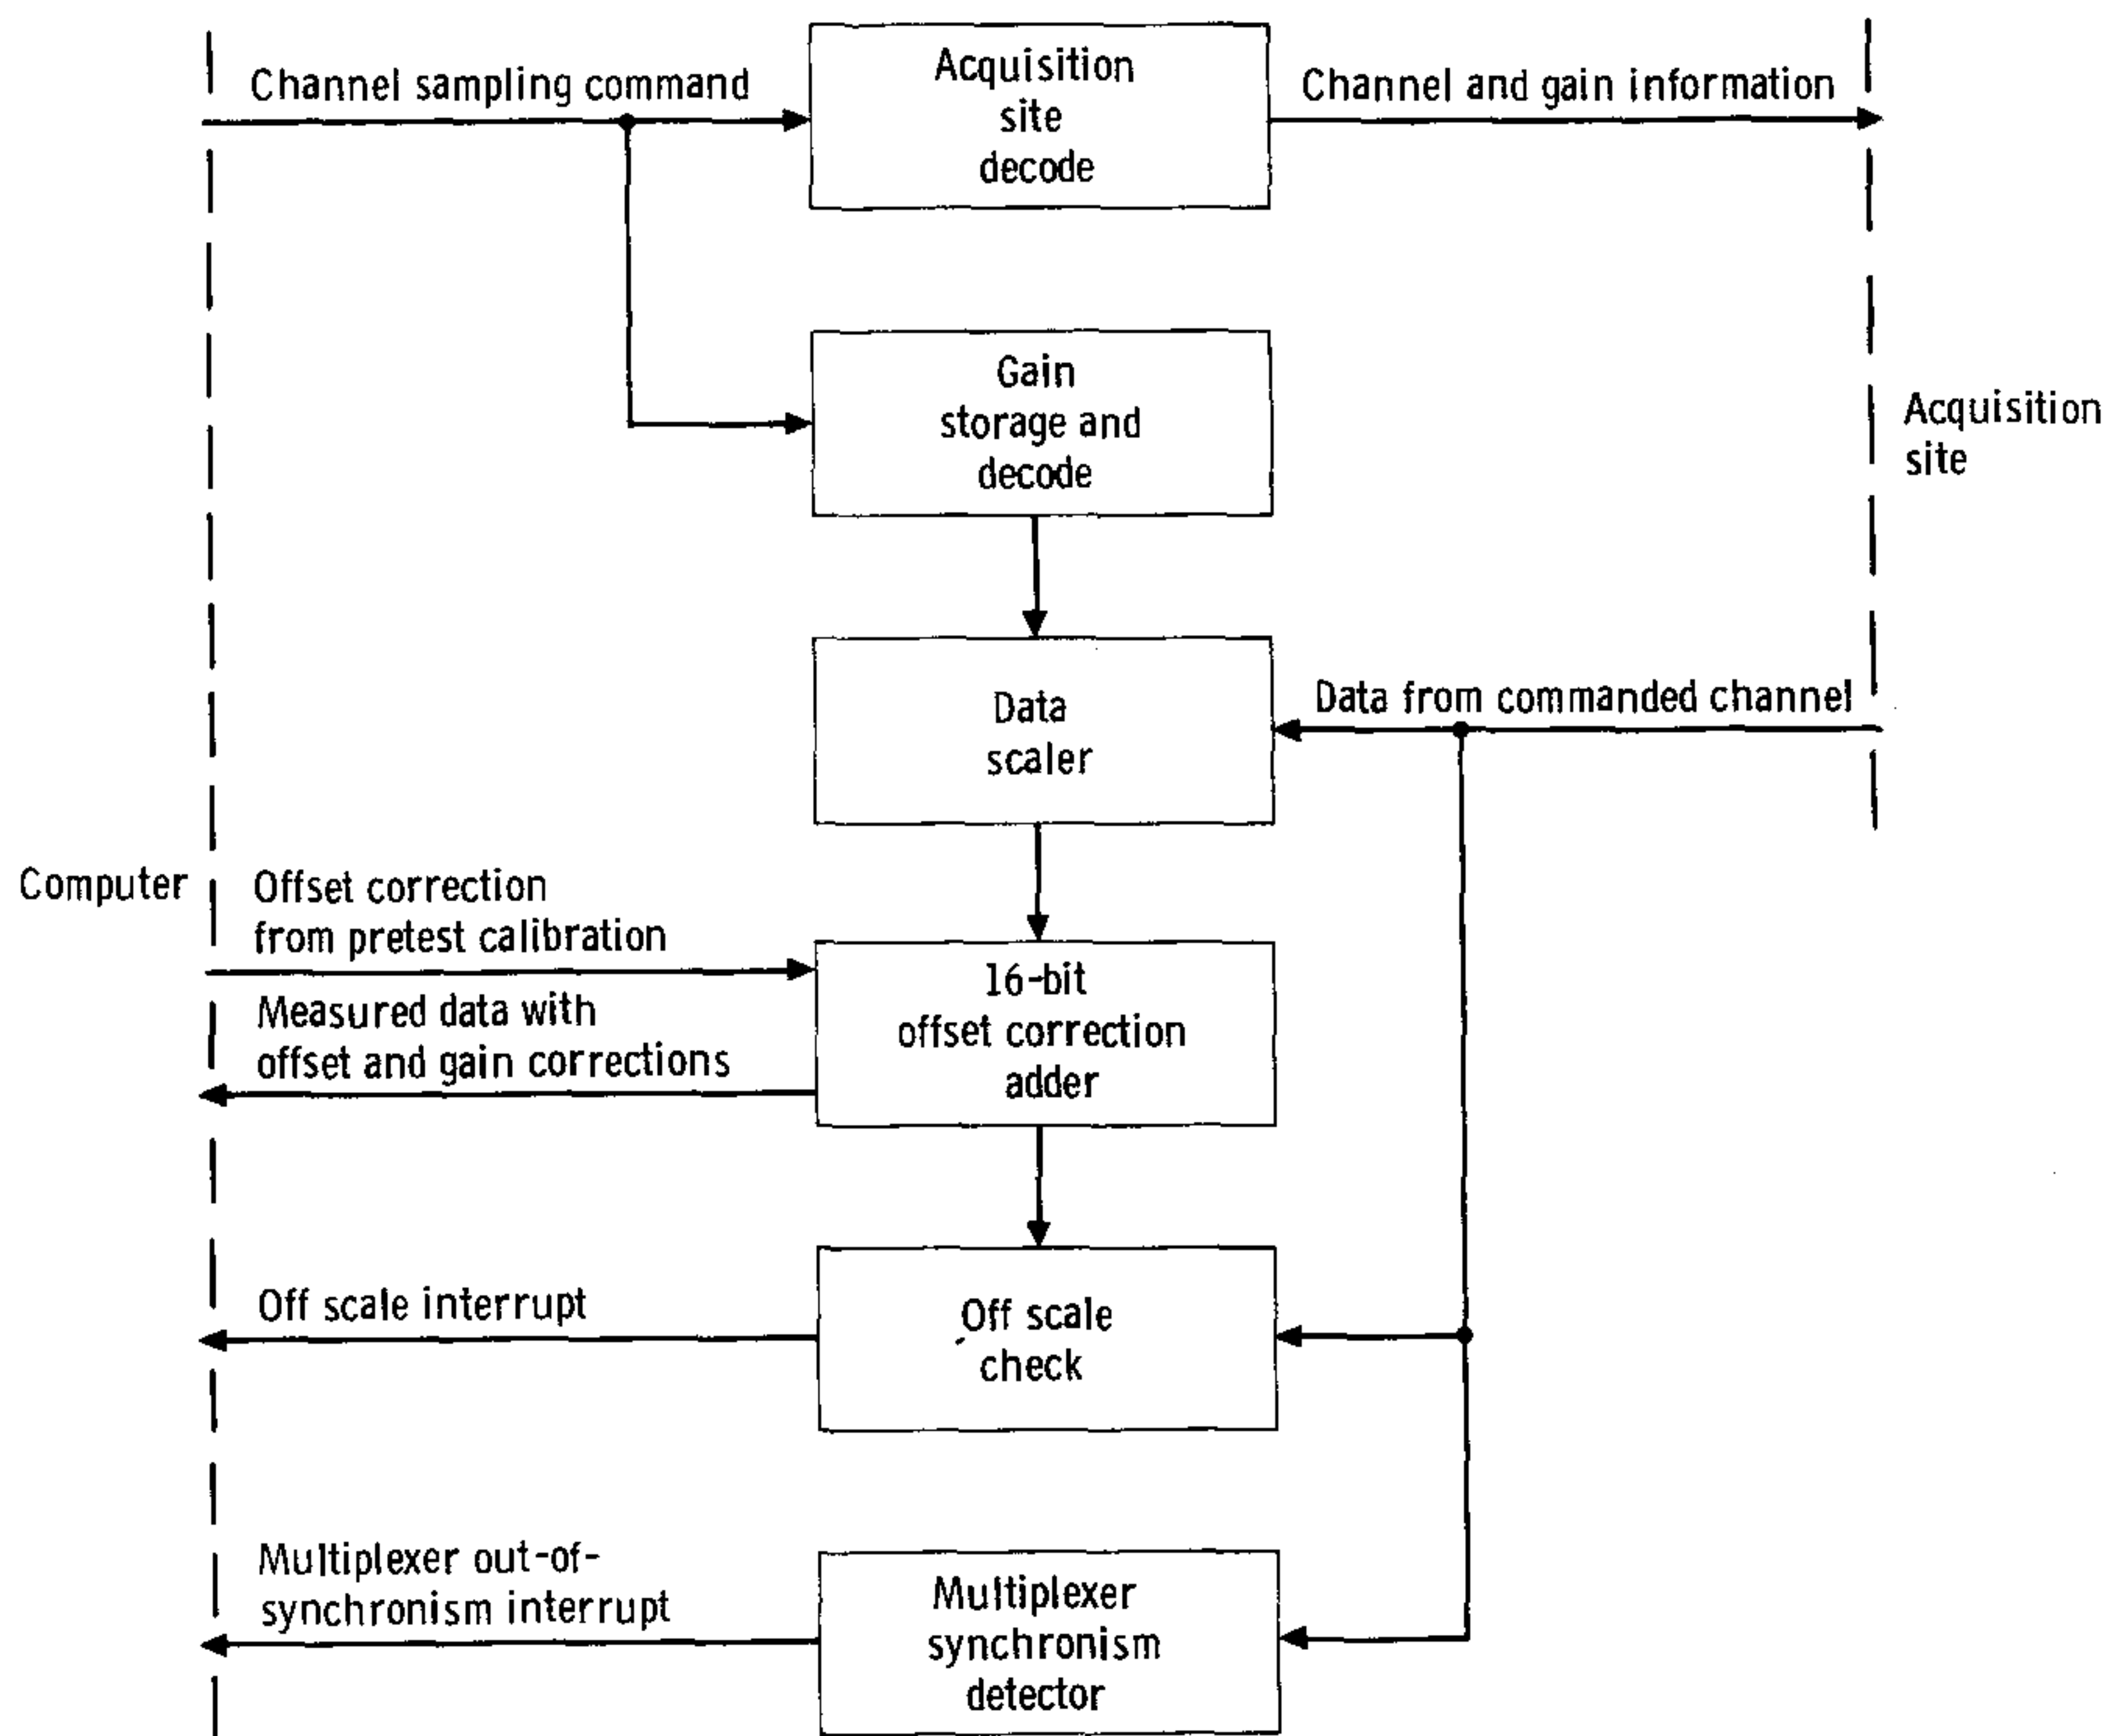 Channel sampling command
Acquisition
site
decode
Channel and gain information
Gain
storage and
decode
Acquisition
site
Data
scaler
Data from commanded channel
Computer
Offset correction
from pretest calibration
Measured data with
offset and gain corrections
16-bit
offset correction
adder
Off scale interrupt
Off scale
check
Multiplexer out-of-
synchronism interrupt
Multiplexer
synchronism
detector